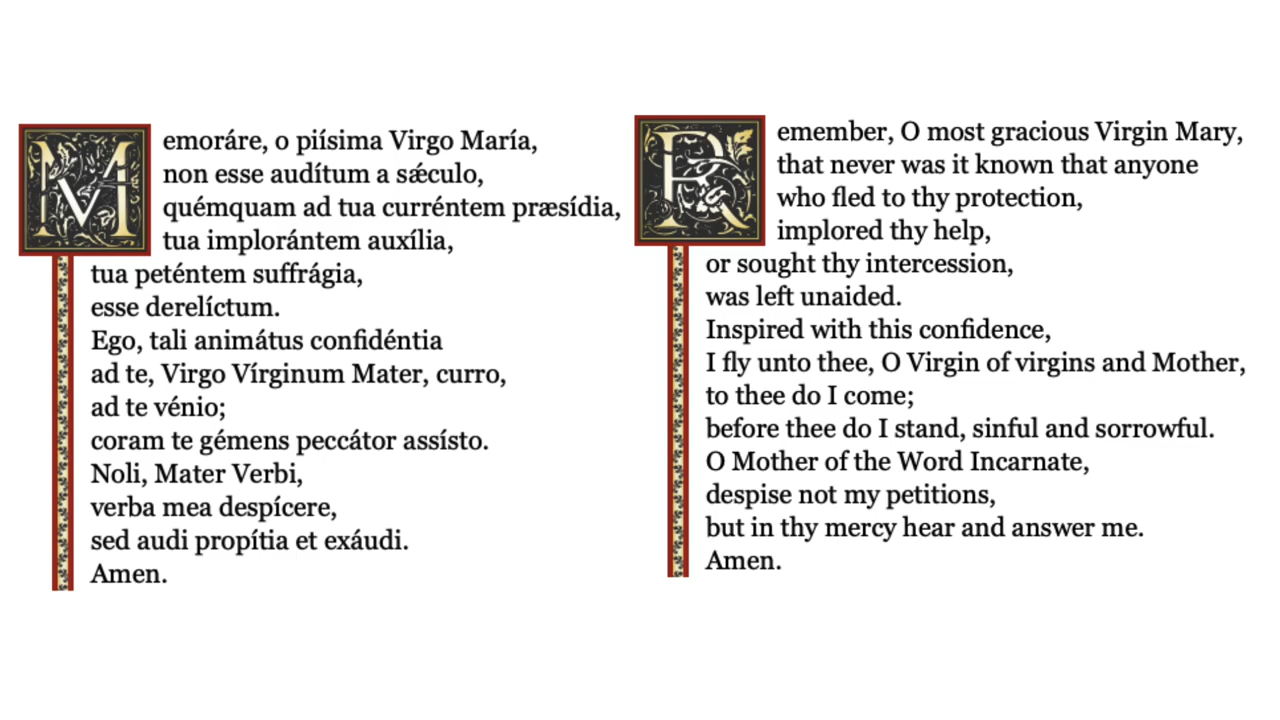 Memoráre, o piísima Virgo María,
non esse audítum a sǽculo,
quémquam ad tua curréntem præsídia,
tua implorántem auxília,
tua peténtem suffrágia,
esse derelíctum.
Ego, tali animátus confidéntia
ad te, Virgo Vírginum Mater, curro,
ad te vénio;
coram te gémens peccátor assísto.
Noli, Mater Verbi,
verba mea despícere,
sed audi propítia et exáudi.
Amen.
Remember, O most gracious Virgin Mary,
that never was it known that anyone
who fled to thy protection,
implored thy help,
or sought thy intercession,
was left unaided.
Inspired with this confidence,
I fly unto thee, O Virgin of virgins and Mother,
to thee do I come;
before thee do I stand, sinful and sorrowful.
O Mother of the Word Incarnate,
despise not my petitions,
but in thy mercy hear and answer me.
Amen.